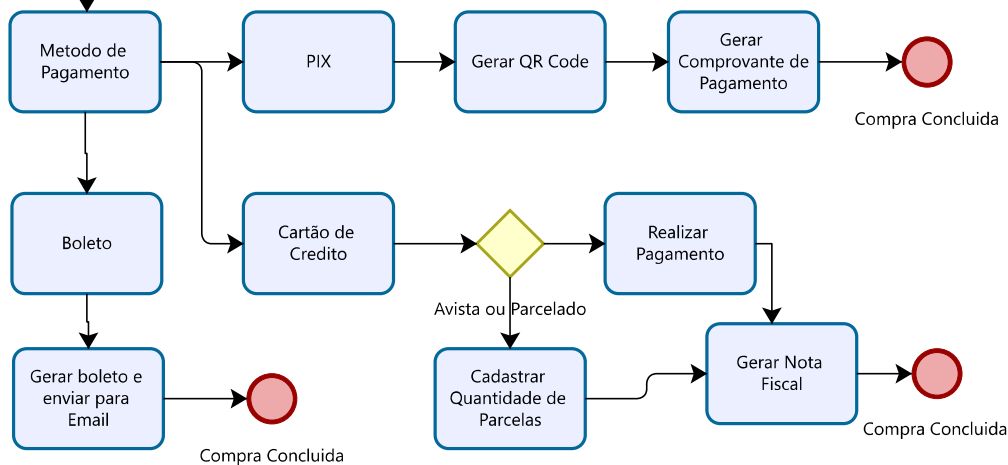 Metodo de
Pagamento
PIX
Gerar QR Code
Gerar
Comprovante de
Pagamento
Compra Concluida
Boleto
Cartão de
Credito
Avista ou Parcelado
Realizar
Pagamento
Gerar boleto e
enviar para
Email
Compra Concluida
Cadastrar
Quantidade de
Parcelas
Gerar Nota
Fiscal
Compra Concluida